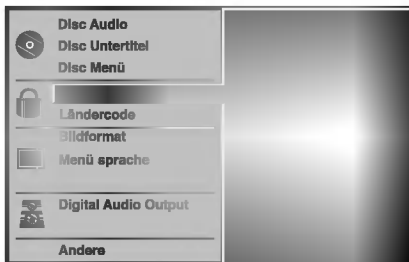 Disc Audio
Disc Untertitel
Disc Menü
Ländercode
Bildformat
Menü sprache
Digital Audio Output
Andere